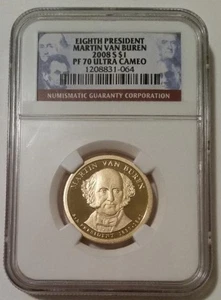 EIGHTH PRESIDENT
MARTIN VAN BUREN
2008 S $1
PF 70 ULTRA CAMEO
1208831-064
NUMISMATIC GUARANTY CORPORATION
MARTIN VAN BUREN
NGC